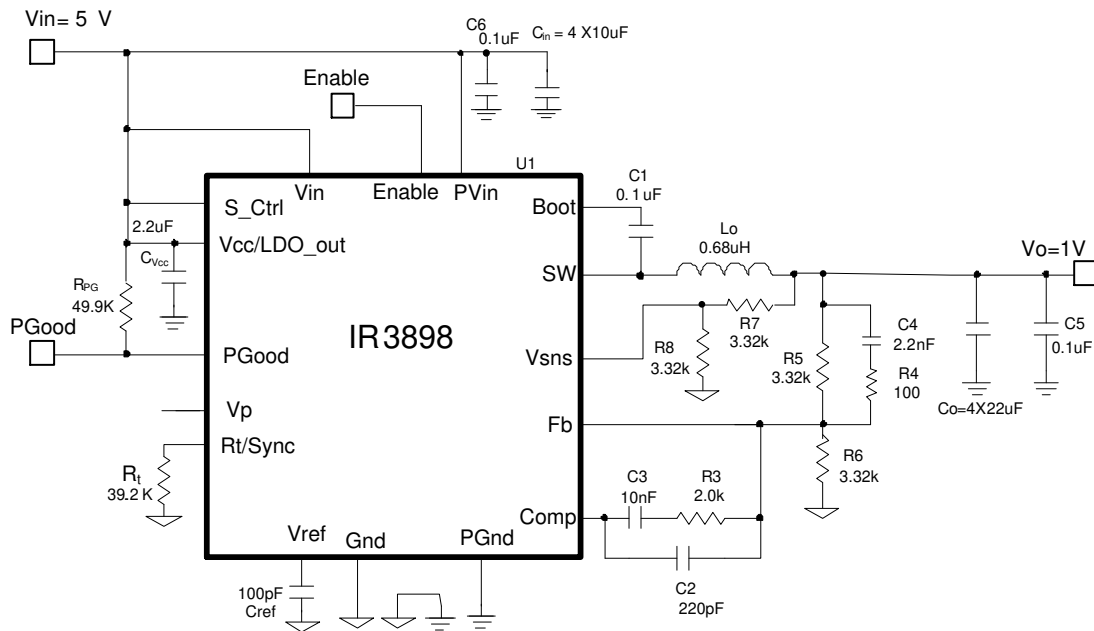 Vin= 5 V
C6
0.1uF
Cin = 4 X10uF
Enable
U1
Vin
Enable
PVin
S_Ctrl
2.2uF
CVcc
Vcc/LDO_out
RPG
49.9K
PGood
PGood
Vp
Rt/Sync
Rt
39.2 K
IR3898
Boot
SW
Vsns
Fb
Comp
C1
0.1uF
Lo
0.68uH
Vo=1V
R7
3.32k
R8
3.32k
R5
3.32k
C4
2.2nF
R4
100
C5
0.1uF
Co=4X22uF
R6
3.32k
C3
10nF
R3
2.0k
C2
220pF
Vref
Gnd
PGnd
100pF
Cref